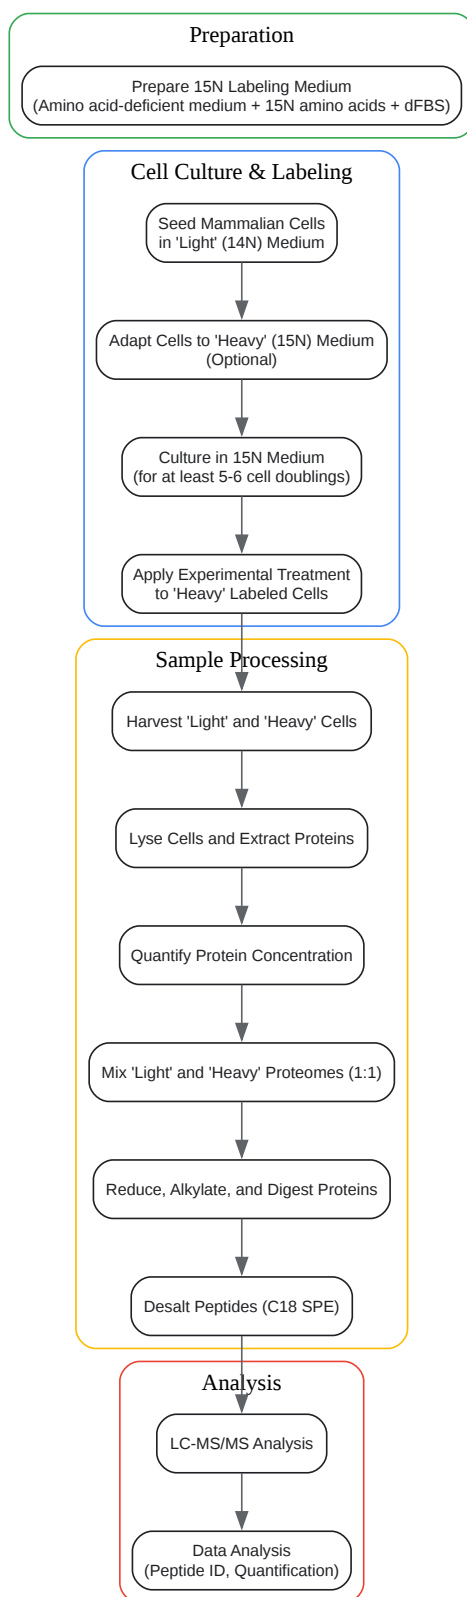 Preparation
Prepare 15N Labeling Medium
(Amino acid-deficient medium + 15N amino acids + dFBS)
Cell Culture & Labeling
Seed Mammalian Cells
in 'Light' (14N) Medium
Adapt Cells to 'Heavy' (15N) Medium
(Optional)
Culture in 15N Medium
(for at least 5-6 cell doublings)
Apply Experimental Treatment
to 'Heavy' Labeled Cells
Sample Processing
Harvest 'Light' and 'Heavy' Cells
Lyse Cells and Extract Proteins
Quantify Protein Concentration
Mix 'Light' and 'Heavy' Proteomes (1:1)
Reduce, Alkylate, and Digest Proteins
Desalt Peptides (C18 SPE)
Analysis
LC-MS/MS Analysis
Data Analysis
(Peptide ID, Quantification)